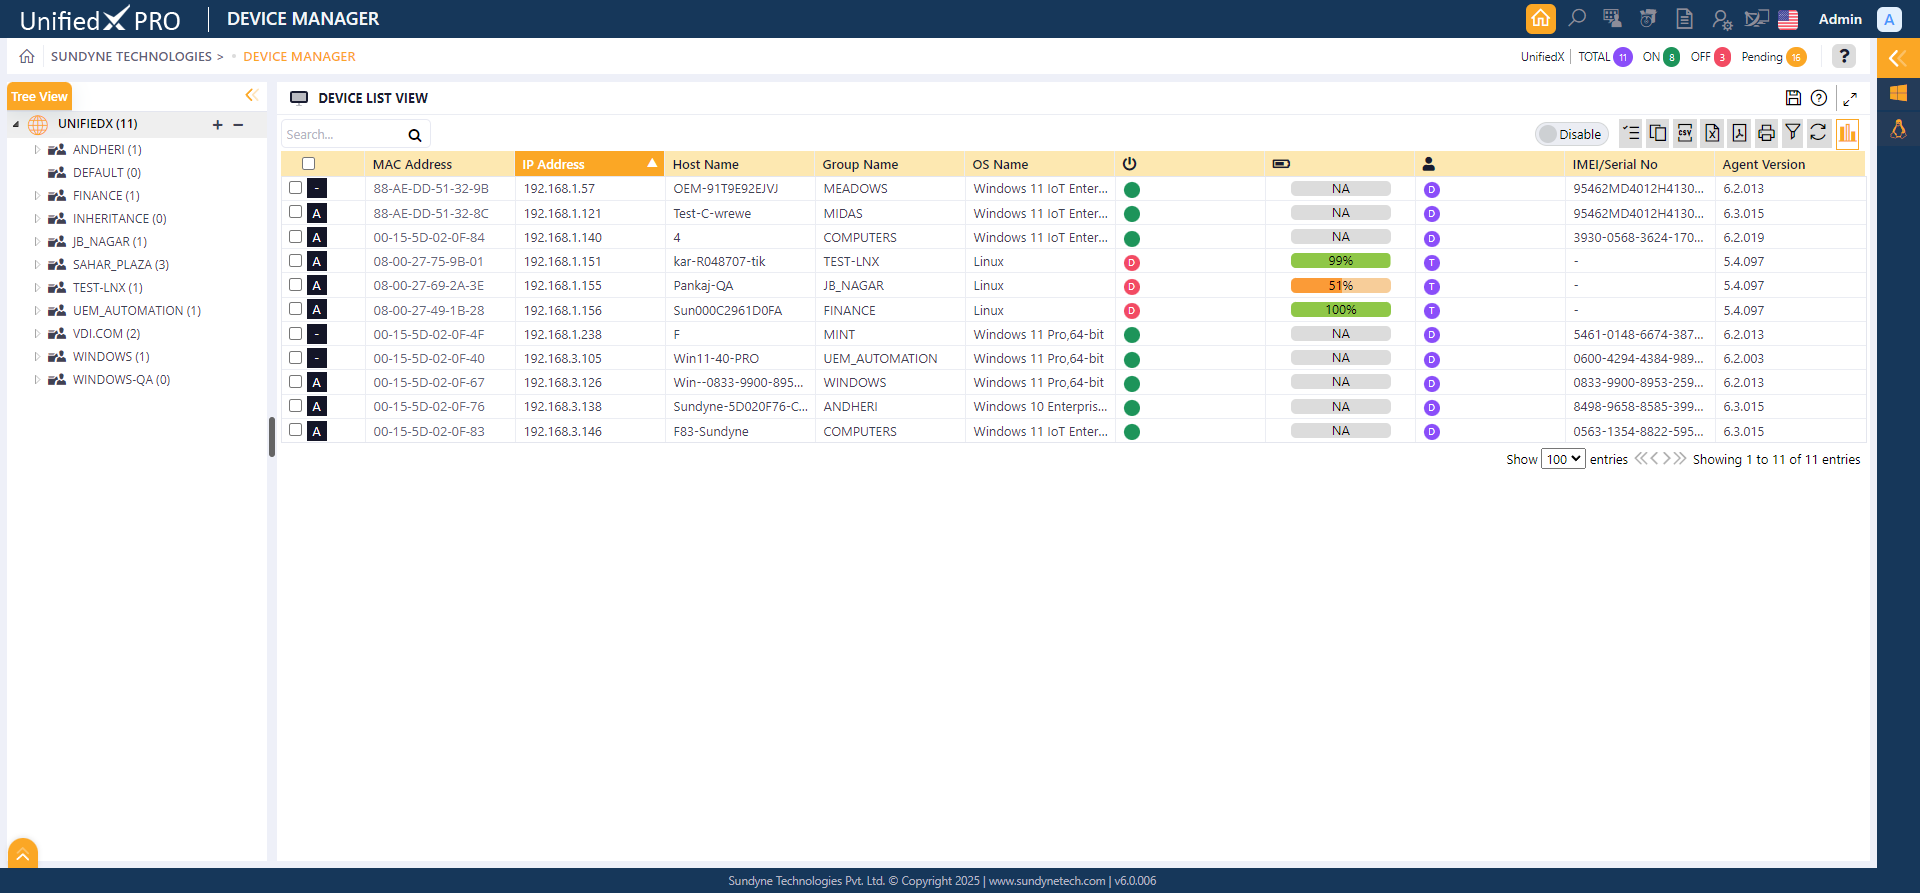 UnifiedX PRO DEVICE MANAGER Admin A
SUNDYNE TECHNOLOGIES > DEVICE MANAGER UnifiedX TOTAL 11 ON 8 OFF 3 Pending 16 ?
Tree View
UNIFIEDX (11) + −
ANDHERI (1)
DEFAULT (0)
FINANCE (1)
INHERITANCE (0)
JB_NAGAR (1)
SAHAR_PLAZA (3)
TEST-LNX (1)
UEM_AUTOMATION (1)
VDI.COM (2)
WINDOWS (1)
WINDOWS-QA (0)
DEVICE LIST VIEW
Search... Disable CSV
MAC Address IP Address Host Name Group Name OS Name IMEI/Serial No Agent Version
- 88-AE-DD-51-32-9B 192.168.1.57 OEM-91T9E92EJVJ MEADOWS Windows 11 IoT Enter... NA D 95462MD4012H4130... 6.2.013
A 88-AE-DD-51-32-8C 192.168.1.121 Test-C-wrewe MIDAS Windows 11 IoT Enter... NA D 95462MD4012H4130... 6.3.015
A 00-15-5D-02-0F-84 192.168.1.140 4 COMPUTERS Windows 11 IoT Enter... NA D 3930-0568-3624-170... 6.2.019
A 08-00-27-75-9B-01 192.168.1.151 kar-R048707-tik TEST-LNX Linux D 99% T - 5.4.097
A 08-00-27-69-2A-3E 192.168.1.155 Pankaj-QA JB_NAGAR Linux D 51% T - 5.4.097
A 08-00-27-49-1B-28 192.168.1.156 Sun000C2961D0FA FINANCE Linux D 100% T - 5.4.097
- 00-15-5D-02-0F-4F 192.168.1.238 F MINT Windows 11 Pro,64-bit NA D 5461-0148-6674-387... 6.2.013
- 00-15-5D-02-0F-40 192.168.3.105 Win11-40-PRO UEM_AUTOMATION Windows 11 Pro,64-bit NA D 0600-4294-4384-989... 6.2.003
A 00-15-5D-02-0F-67 192.168.3.126 Win--0833-9900-895... WINDOWS Windows 11 Pro,64-bit NA D 0833-9900-8953-259... 6.2.013
A 00-15-5D-02-0F-76 192.168.3.138 Sundyne-5D020F76-C... ANDHERI Windows 10 Enterpris... NA D 8498-9658-8585-399... 6.3.015
A 00-15-5D-02-0F-83 192.168.3.146 F83-Sundyne COMPUTERS Windows 11 IoT Enter... NA D 0563-1354-8822-595... 6.3.015
Show 100 entries Showing 1 to 11 of 11 entries
Sundyne Technologies Pvt. Ltd. © Copyright 2025 | www.sundynetech.com | v6.0.006